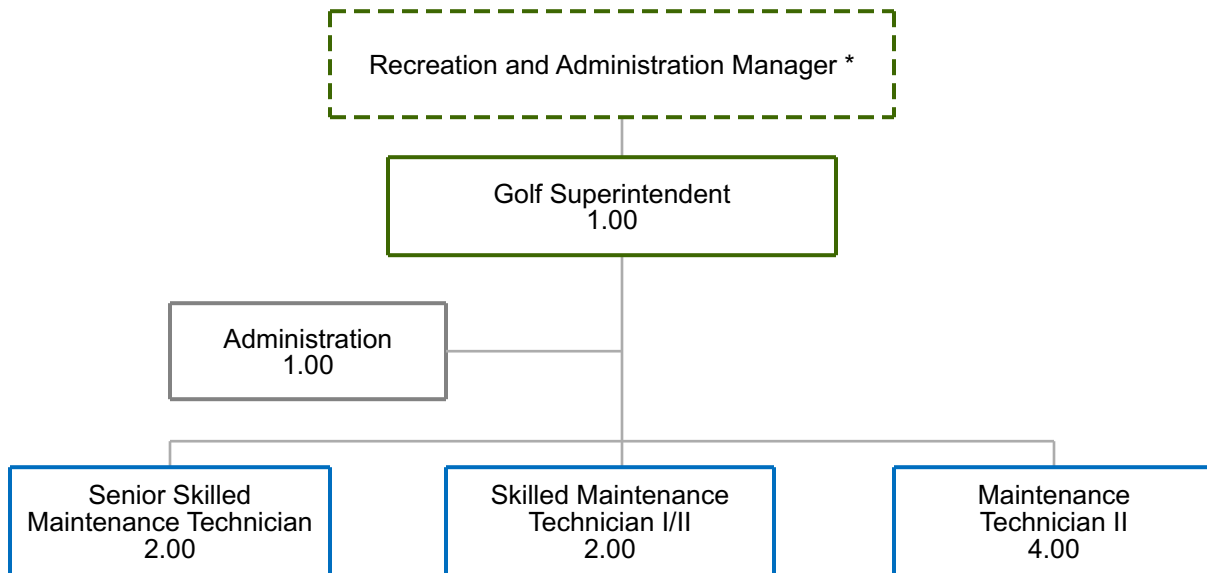 Recreation and Administration Manager *
Golf Superintendent
1.00
Administration
1.00
Senior Skilled
Maintenance Technician
2.00
Skilled Maintenance
Technician I/II
2.00
Maintenance
Technician II
4.00